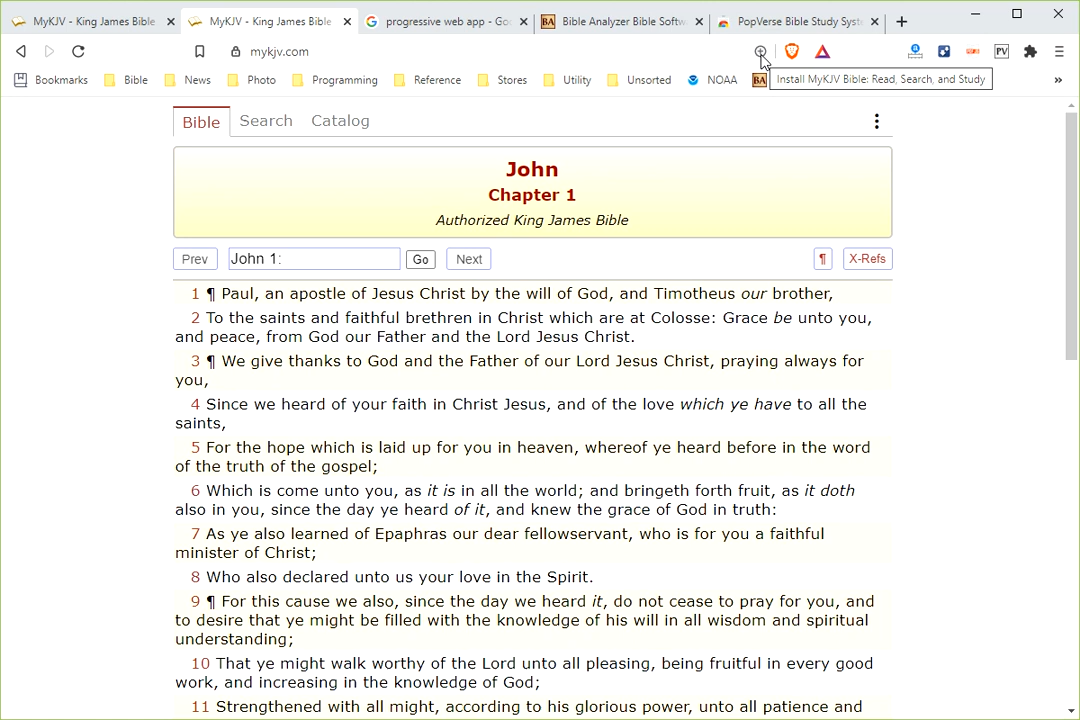 MyKJV - King James Bible
MyKJV - King James Bible
progressive web app - Goo
BA Bible Analyzer Bible Softw
PopVerse Bible Study Syste
mykjv.com
PV
Bookmarks Bible News Photo Programming Reference Stores Utility Unsorted NOAA BA
Install MyKJV Bible: Read, Search, and Study
»
Bible Search Catalog
John
Chapter 1
Authorized King James Bible
Prev John 1: Go Next ¶ X-Refs
1 ¶ Paul, an apostle of Jesus Christ by the will of God, and Timotheus our brother,
2 To the saints and faithful brethren in Christ which are at Colosse: Grace be unto you,
and peace, from God our Father and the Lord Jesus Christ.
3 ¶ We give thanks to God and the Father of our Lord Jesus Christ, praying always for
you,
4 Since we heard of your faith in Christ Jesus, and of the love which ye have to all the
saints,
5 For the hope which is laid up for you in heaven, whereof ye heard before in the word
of the truth of the gospel;
6 Which is come unto you, as it is in all the world; and bringeth forth fruit, as it doth
also in you, since the day ye heard of it, and knew the grace of God in truth:
7 As ye also learned of Epaphras our dear fellowservant, who is for you a faithful
minister of Christ;
8 Who also declared unto us your love in the Spirit.
9 ¶ For this cause we also, since the day we heard it, do not cease to pray for you, and
to desire that ye might be filled with the knowledge of his will in all wisdom and spiritual
understanding;
10 That ye might walk worthy of the Lord unto all pleasing, being fruitful in every good
work, and increasing in the knowledge of God;
11 Strengthened with all might, according to his glorious power, unto all patience and